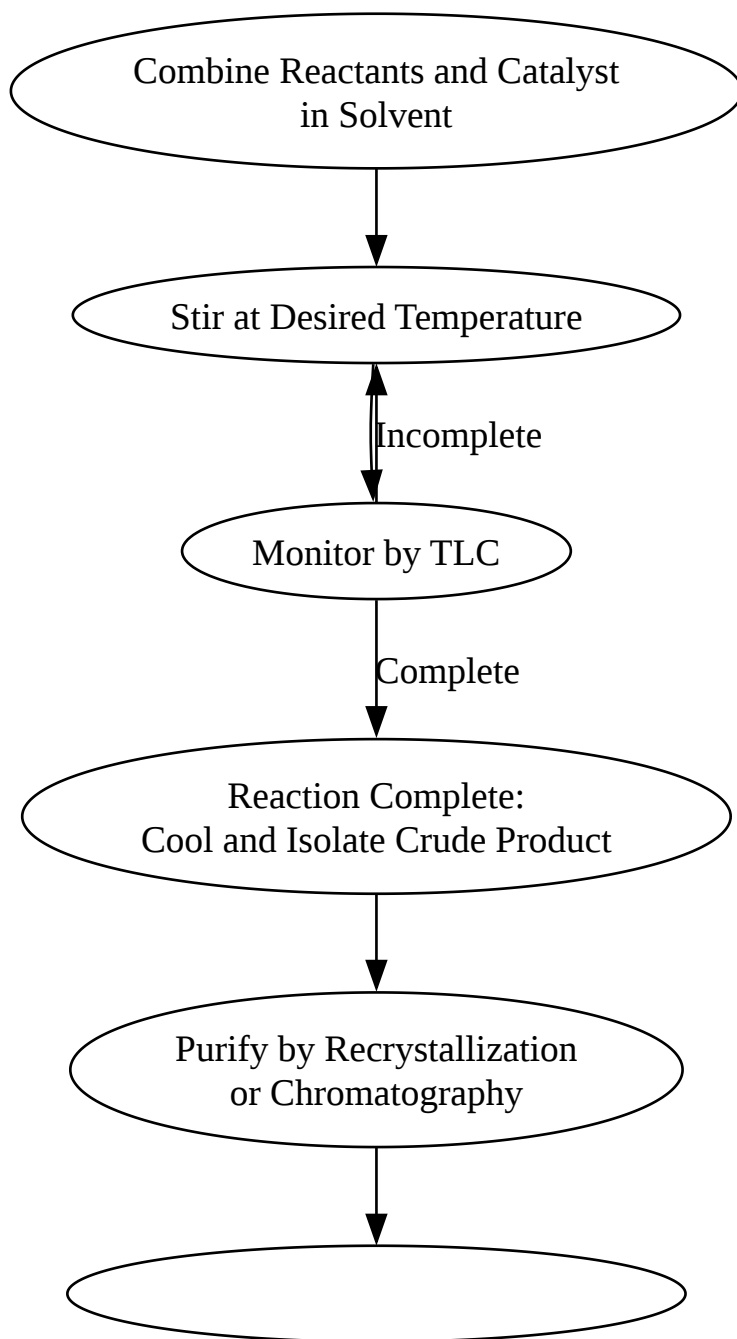 Combine Reactants and Catalyst
in Solvent
Stir at Desired Temperature
Incomplete
Monitor by TLC
Complete
Reaction Complete:
Cool and Isolate Crude Product
Purify by Recrystallization
or Chromatography